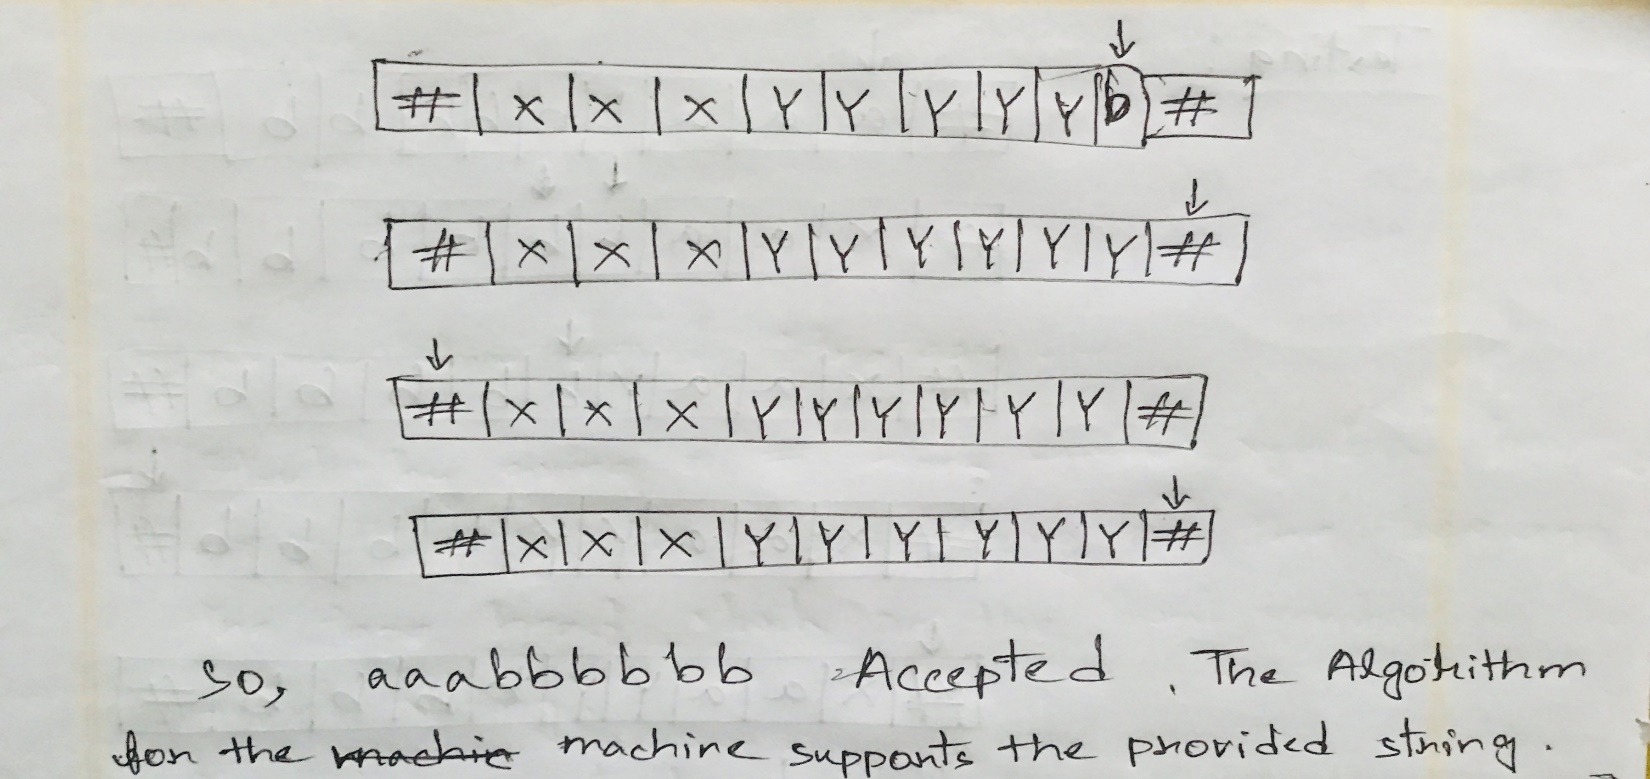 ↓
# | x | x | x | Y | Y | Y | Y | Y | b | #
↓
# | x | x | x | Y | Y | Y | Y | Y | Y | #
↓
# | x | x | x | Y | Y | Y | Y | Y | Y | #
↓
# | x | x | x | Y | Y | Y | Y | Y | Y | #
So, aaabbbbbb Accepted. The Algorithm
for the machine supports the provided string.